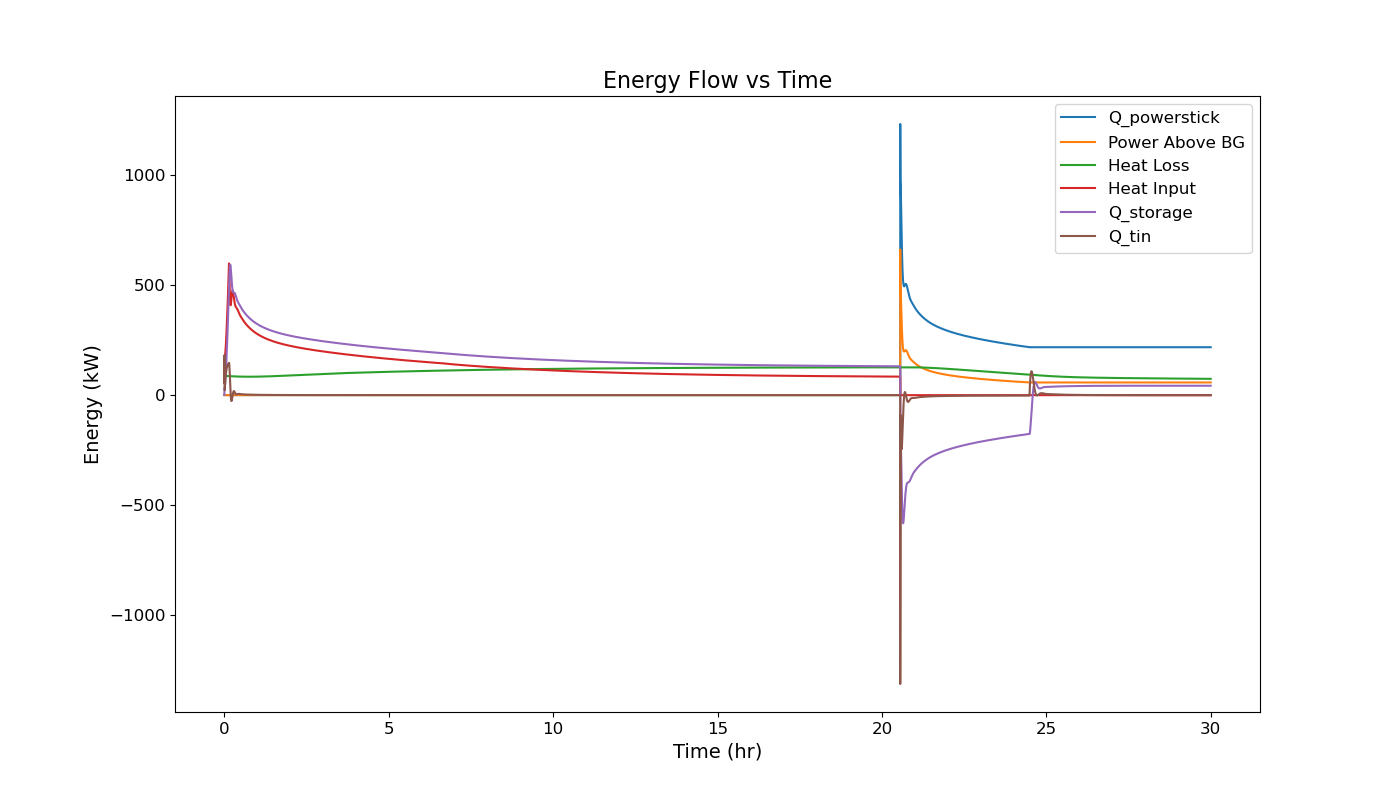 Energy Flow vs Time
Energy (kW)
1000
500
0
−500
−1000
Q_powerstick
Power Above BG
Heat Loss
Heat Input
Q_storage
Q_tin
0 5 10 15 20 25 30
Time (hr)